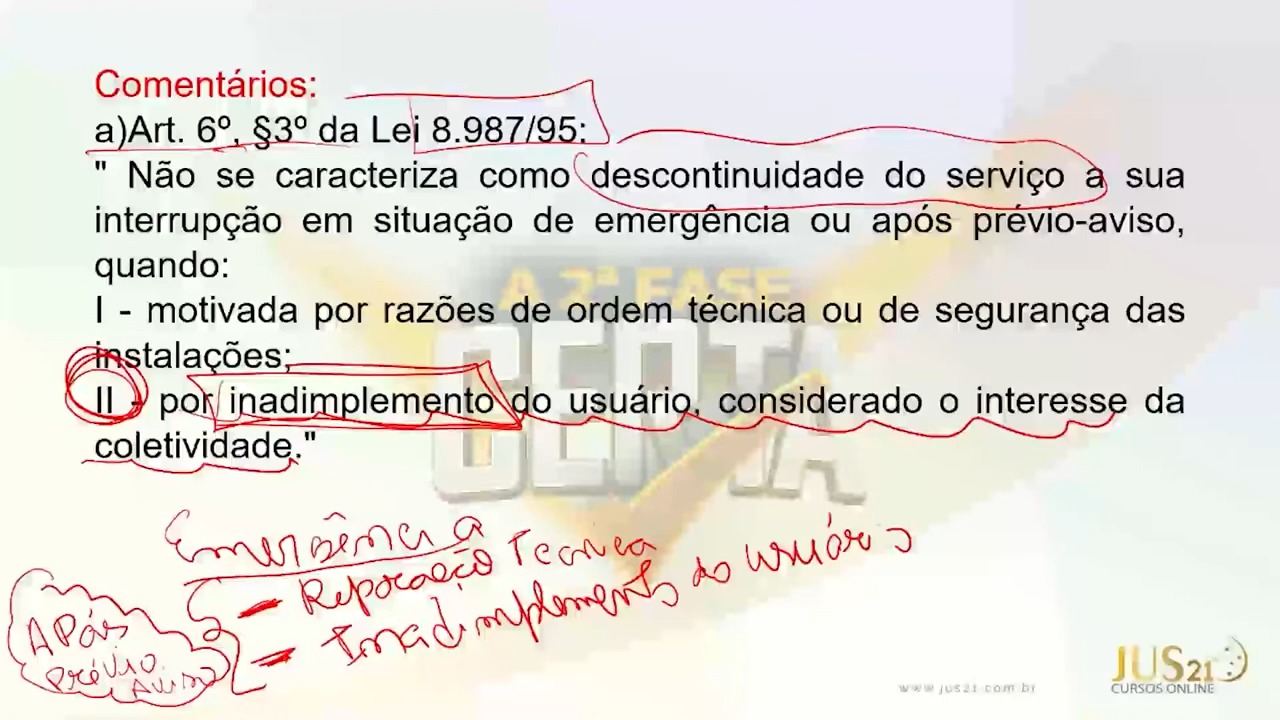 Comentários:
a)Art. 6º, §3º da Lei 8.987/95:
" Não se caracteriza como descontinuidade do serviço a sua
interrupção em situação de emergência ou após prévio-aviso,
quando:
I - motivada por razões de ordem técnica ou de segurança das
instalações;
II - por inadimplemento do usuário, considerado o interesse da
coletividade."
A 2ª FASE
CERTA
Emergência
- Reparação Técnica
- Inadimplemento do usuário
Após
Prévio
Aviso
JUS21
CURSOS ONLINE
www.jus21.com.br